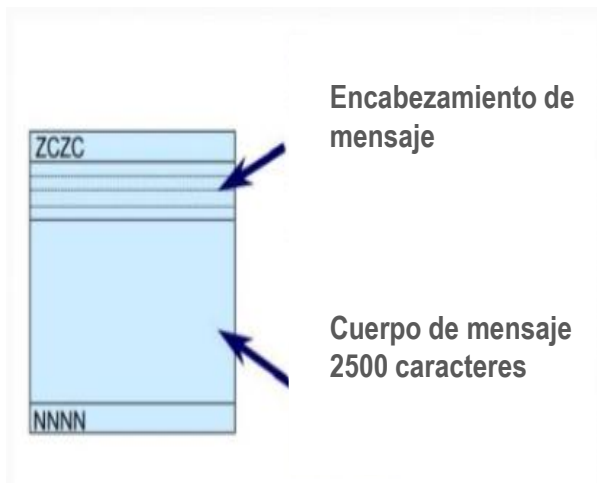 Encabezamiento de
mensaje
ZCZC
Cuerpo de mensaje
2500 caracteres
NNNN